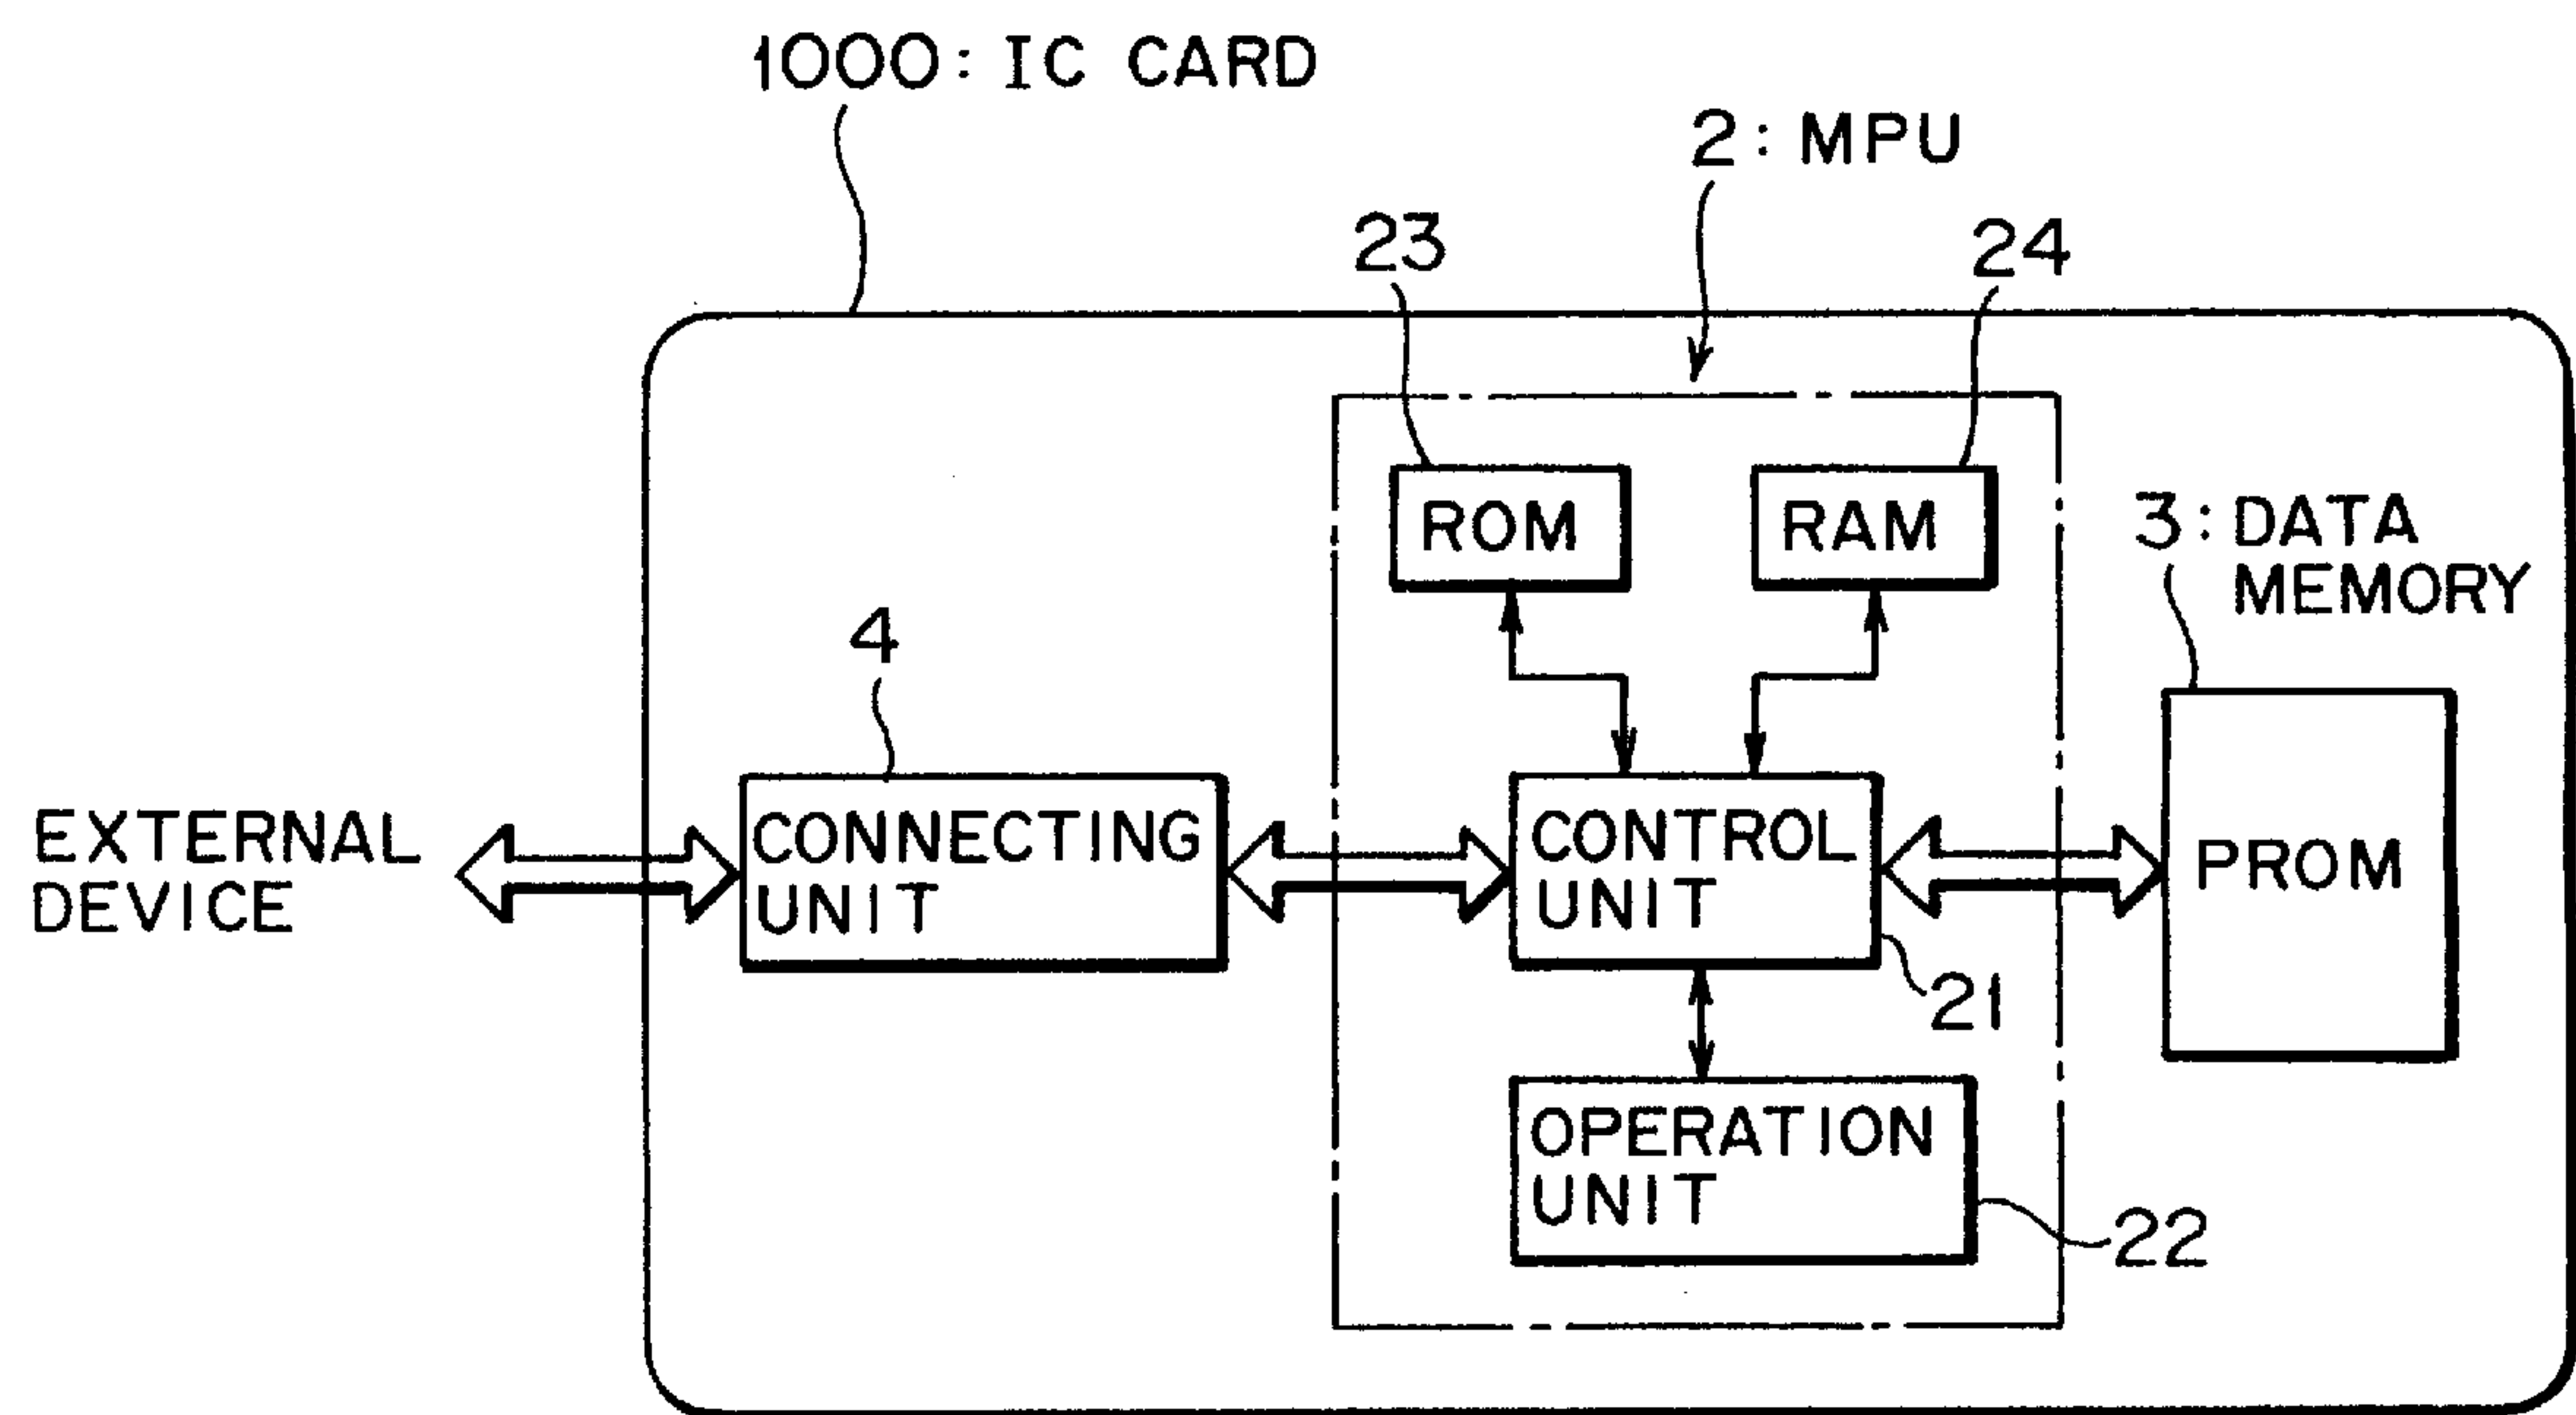 1000: IC CARD
2: MPU
23
24
ROM
RAM
3: DATA
MEMORY
4
EXTERNAL
DEVICE
CONNECTING
UNIT
CONTROL
UNIT
PROM
21
OPERATION
UNIT
22